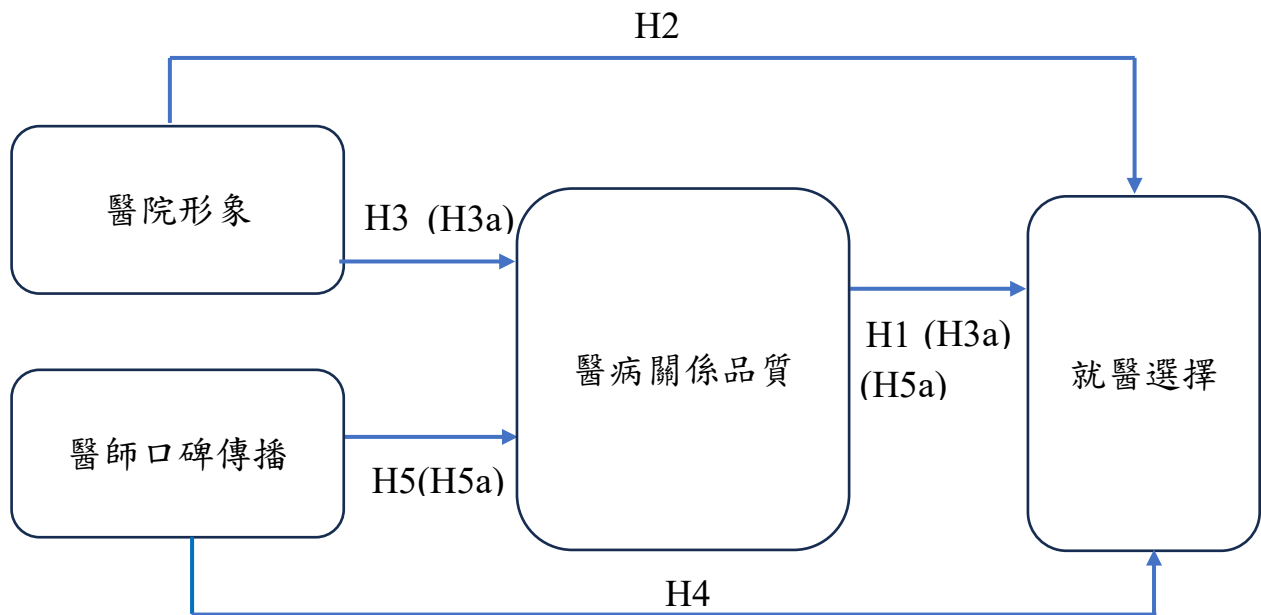 H2
醫院形象
H3 (H3a)
醫病關係品質
H1 (H3a)
(H5a)
就醫選擇
醫師口碑傳播
H5(H5a)
H4